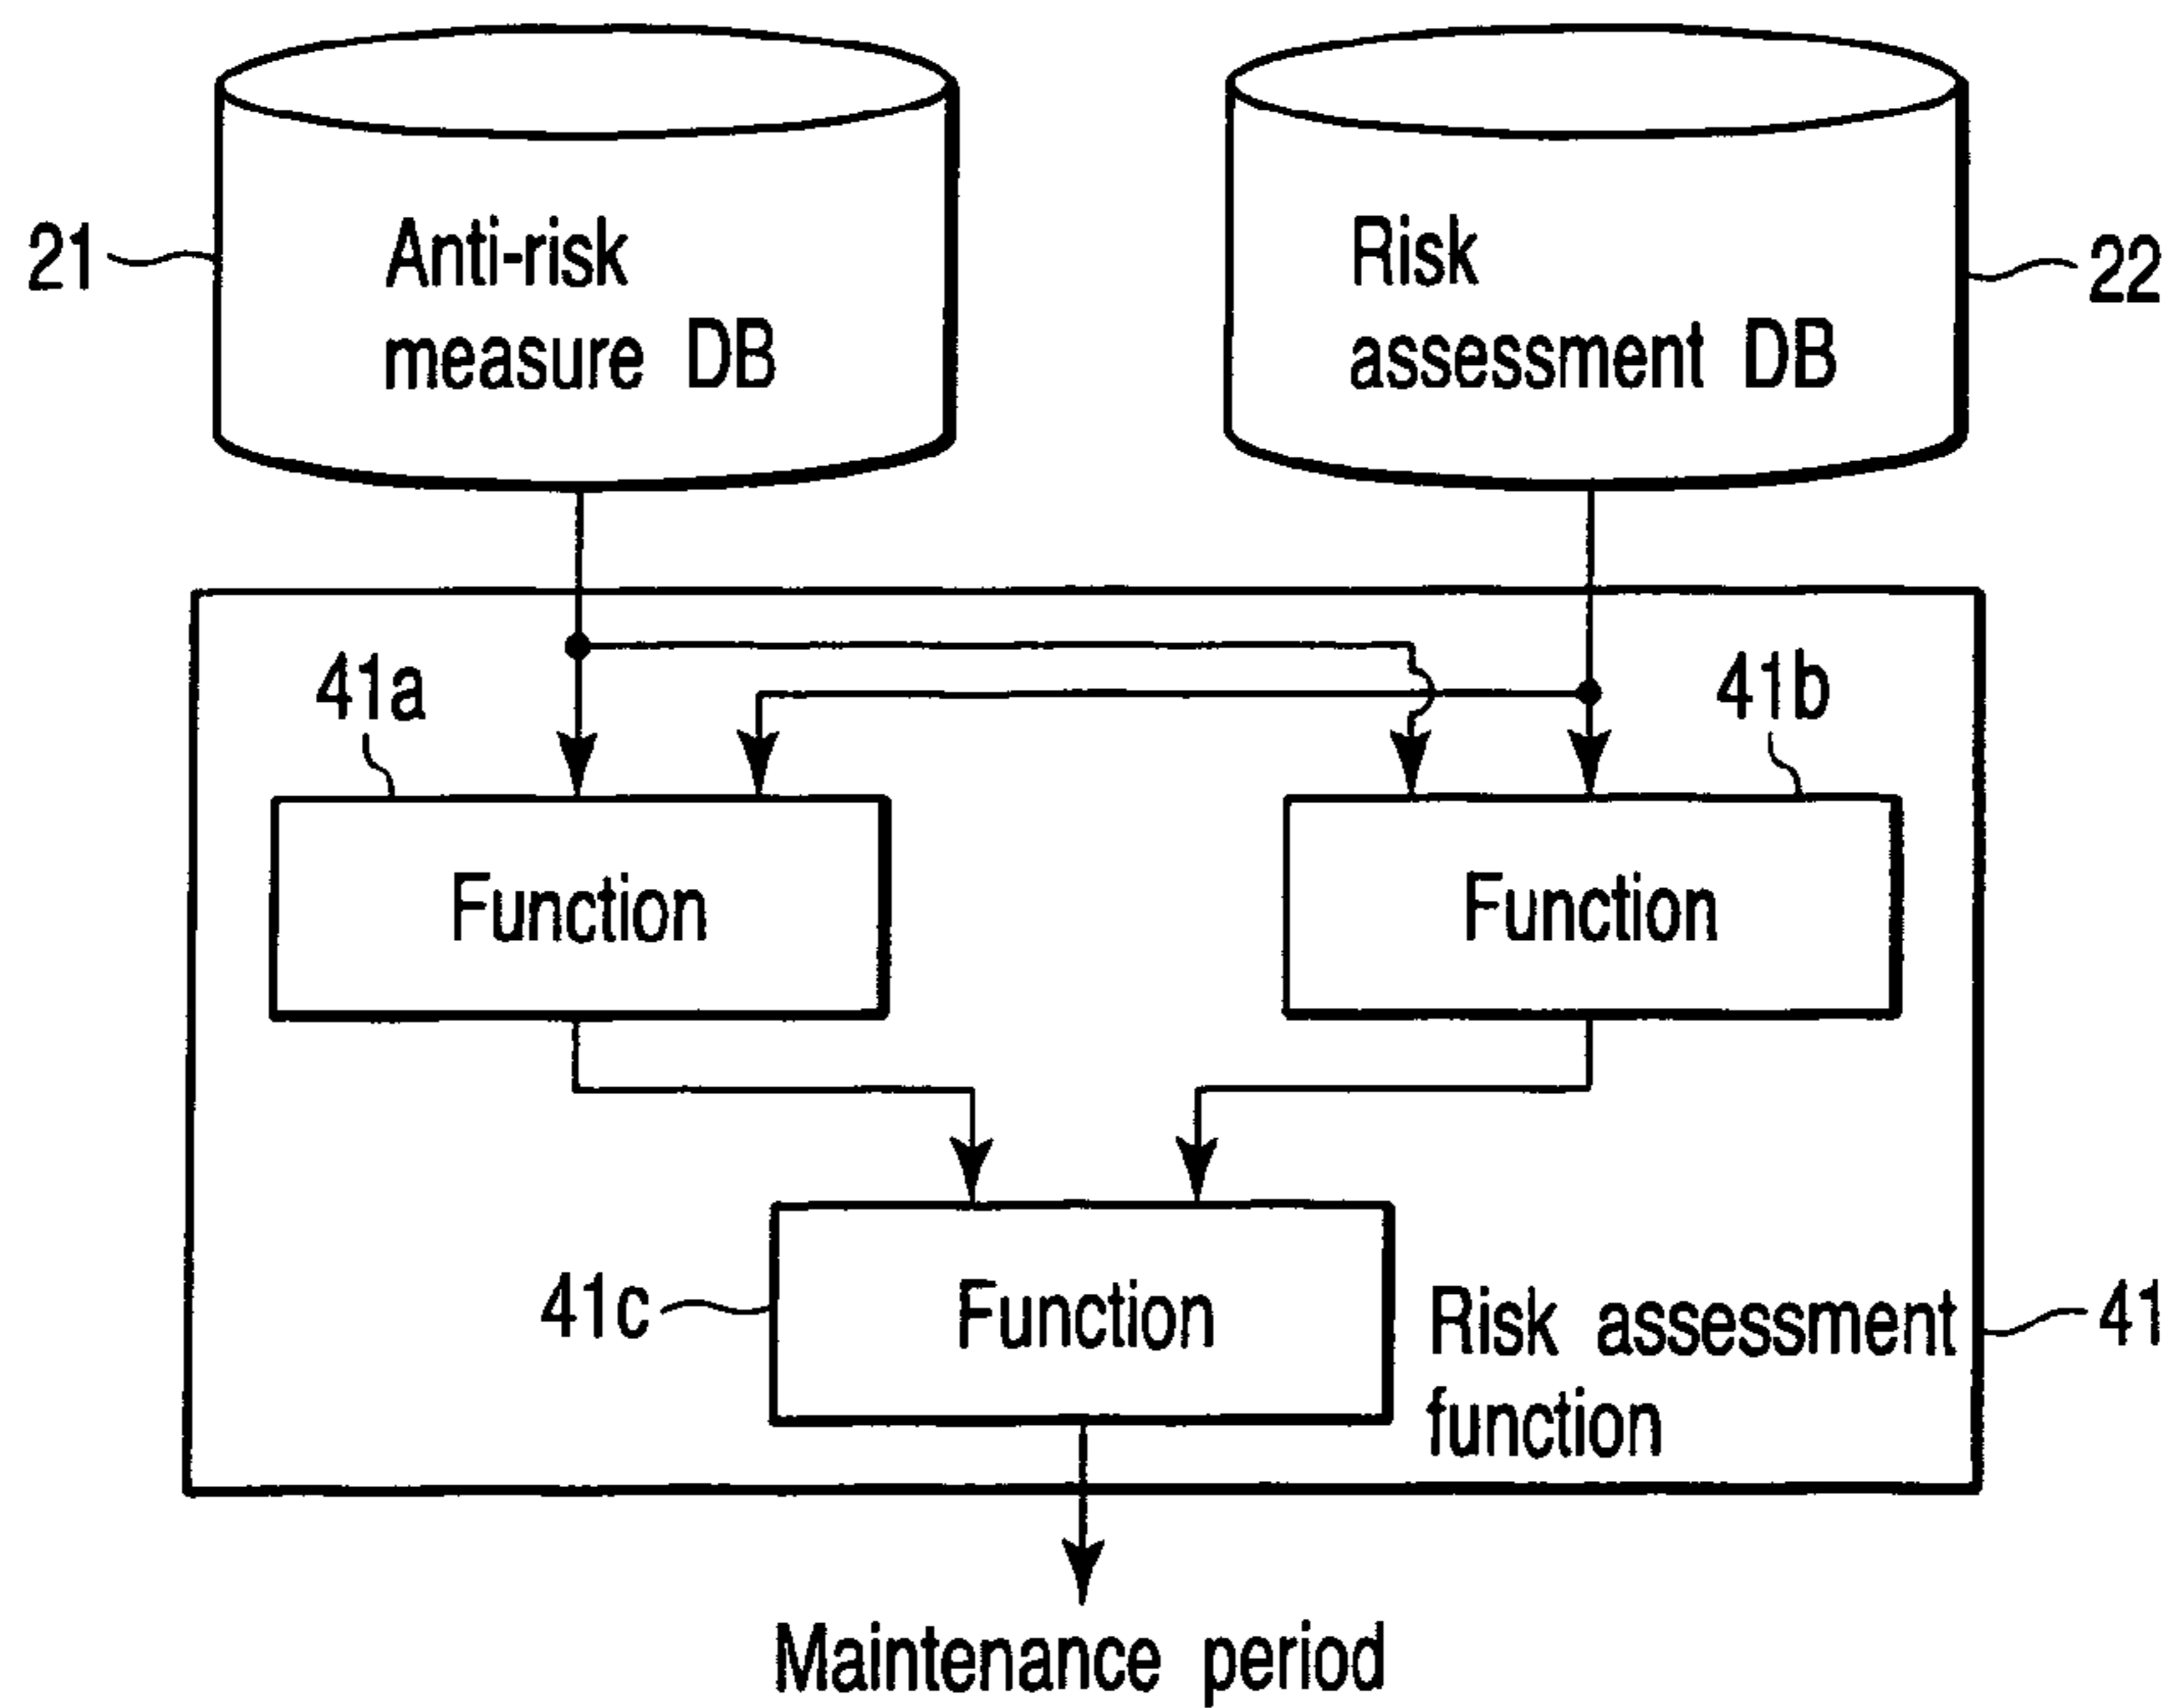 21
Anti-risk
measure DB
Risk
assessment DB
22
41a
41b
Function
Function
41c
Function
Risk assessment
function
41
Maintenance period